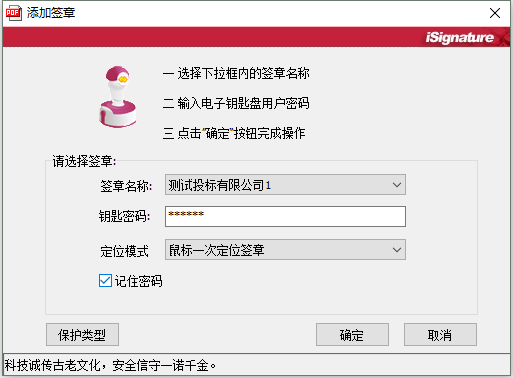 添加签章
iSignature
一 选择下拉框内的签章名称
二 输入电子钥匙盘用户密码
三 点击"确定"按钮完成操作
请选择签章:
签章名称: 测试投标有限公司1
钥匙密码: ******
定位模式 鼠标一次定位签章
记住密码
保护类型 确定 取消
科技诚传古老文化，安全信守一诺千金。